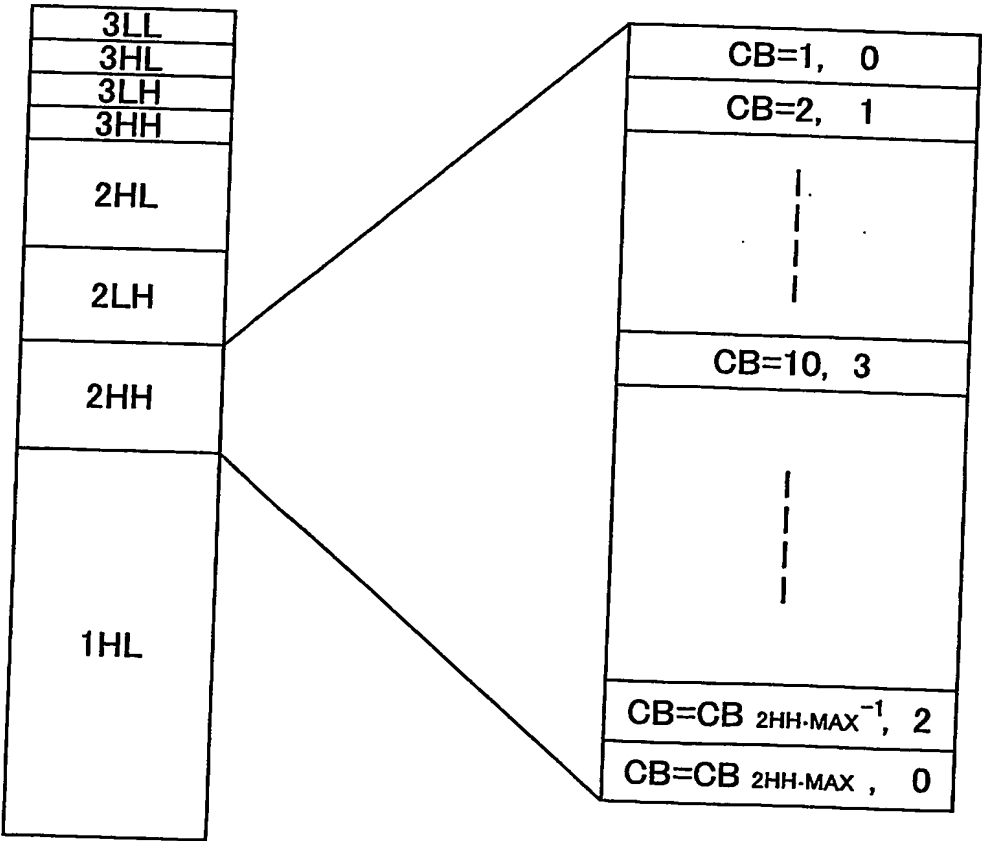 3LL
3HL
3LH
3HH
2HL
2LH
2HH
1HL
CB=1, 0
CB=2, 1
CB=10, 3
CB=CB 2HH·MAX⁻¹, 2
CB=CB 2HH·MAX , 0